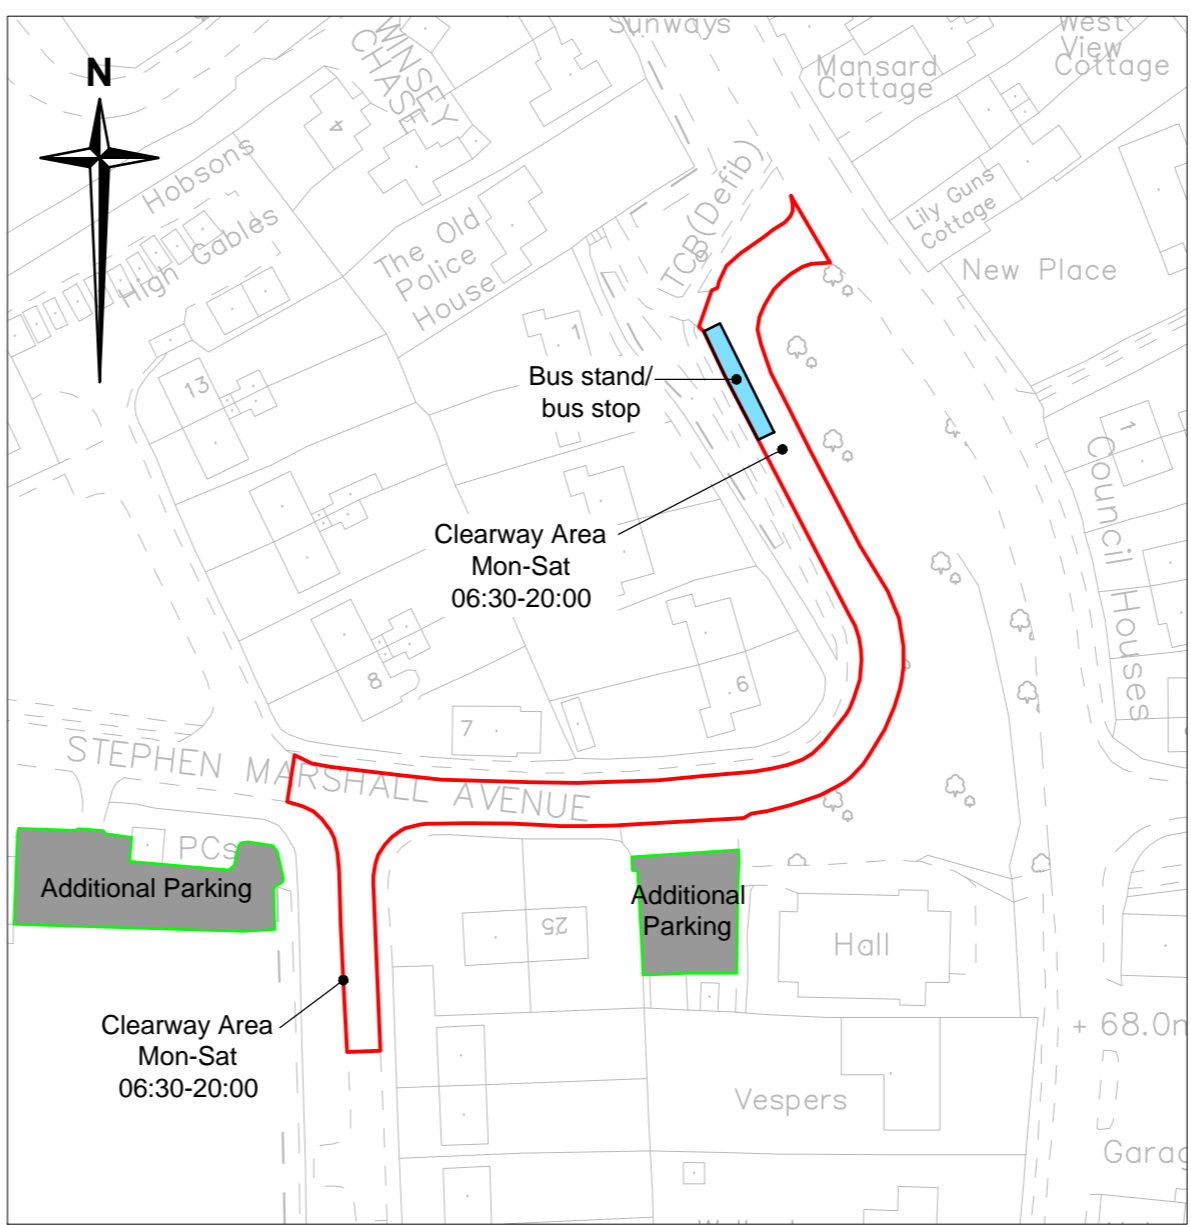 Sunways
West
View
Cottage
WINSEY
CHASE
Mansard
Cottage
N
4
Hobsons
TCB(Defib)
Lily Guns
Cottage
High Gables
The Old
Police
House
New Place
1
13
Bus stand/
bus stop
1
Council Houses
Clearway Area
Mon-Sat
06:30-20:00
8
6
7
STEPHEN MARSHALL AVENUE
PCs
Additional Parking
Additional
Parking
25
Hall
Clearway Area
Mon-Sat
06:30-20:00
+ 68.0m
Vespers